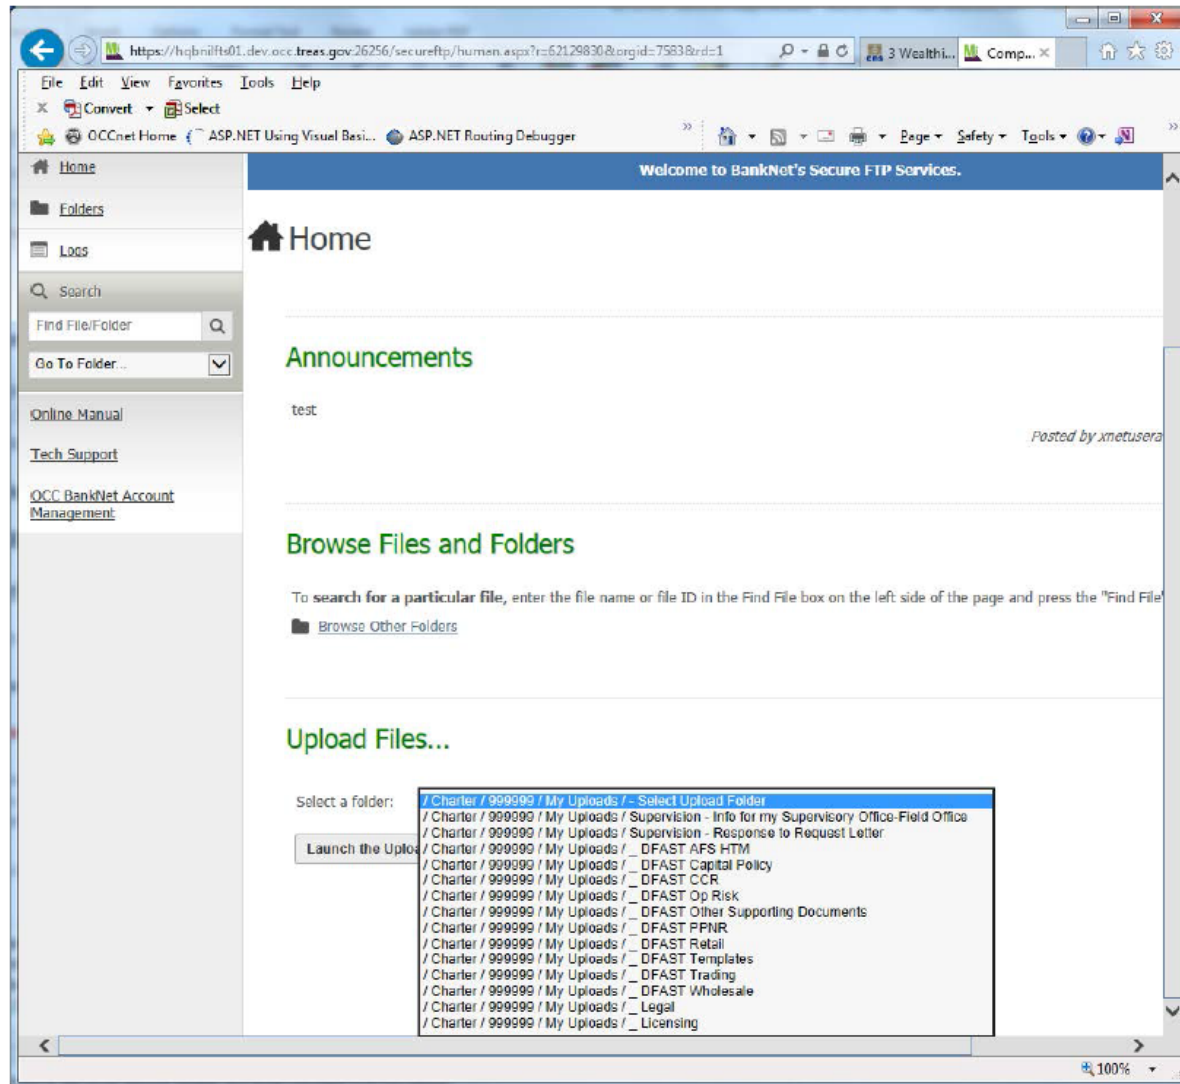 https://hqbnilfts01.dev.occ.treas.gov:26256/secureftp/human.aspx?r=62129830&orgid=7583&rd=1
3 Wealthi...
Comp...
File Edit View Favorites Tools Help
Convert Select
OCCnet Home ASP.NET Using Visual Basi... ASP.NET Routing Debugger
Page Safety Tools
Home
Welcome to BankNet's Secure FTP Services.
Folders
Logs
Home
Search
Find File/Folder
Go To Folder...
Announcements
test
Posted by xnetusera
Online Manual
Tech Support
OCC BankNet Account
Management
Browse Files and Folders
To search for a particular file, enter the file name or file ID in the Find File box on the left side of the page and press the "Find File"
Browse Other Folders
Upload Files...
Select a folder:
/ Charter / 999999 / My Uploads / - Select Upload Folder
/ Charter / 999999 / My Uploads / Supervision - Info for my Supervisory Office-Field Office
/ Charter / 999999 / My Uploads / Supervision - Response to Request Letter
Launch the Uploa
/ Charter / 999999 / My Uploads / _ DFAST AFS HTM
/ Charter / 999999 / My Uploads / _ DFAST Capital Policy
/ Charter / 999999 / My Uploads / _ DFAST CCR
/ Charter / 999999 / My Uploads / _ DFAST Op Risk
/ Charter / 999999 / My Uploads / _ DFAST Other Supporting Documents
/ Charter / 999999 / My Uploads / _ DFAST PPNR
/ Charter / 999999 / My Uploads / _ DFAST Retail
/ Charter / 999999 / My Uploads / _ DFAST Templates
/ Charter / 999999 / My Uploads / _ DFAST Trading
/ Charter / 999999 / My Uploads / _ DFAST Wholesale
/ Charter / 999999 / My Uploads / _ Legal
/ Charter / 999999 / My Uploads / _ Licensing
100%